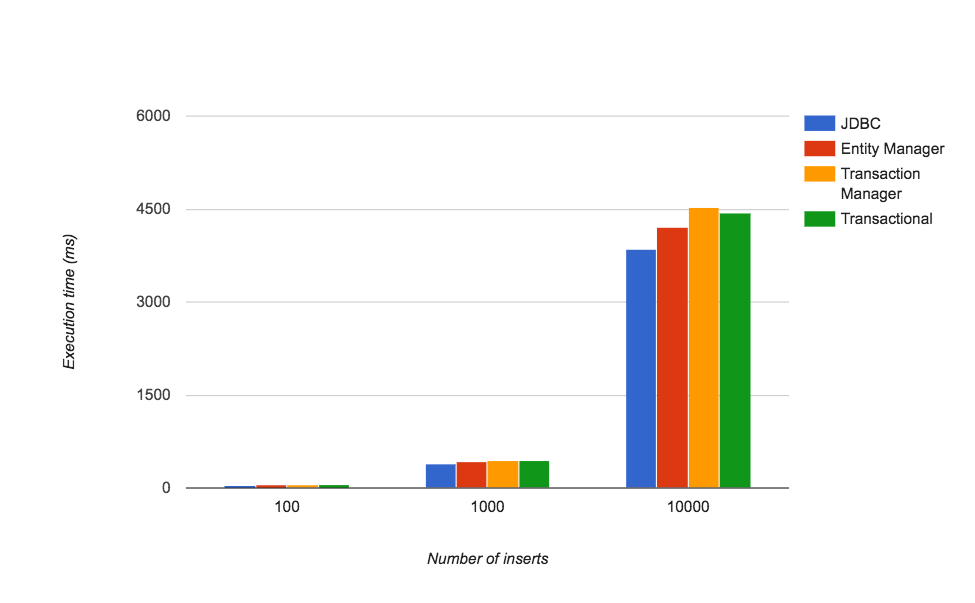 6000
4500
3000
1500
0
Execution time (ms)
100
1000
10000
Number of inserts
JDBC
Entity Manager
Transaction
Manager
Transactional